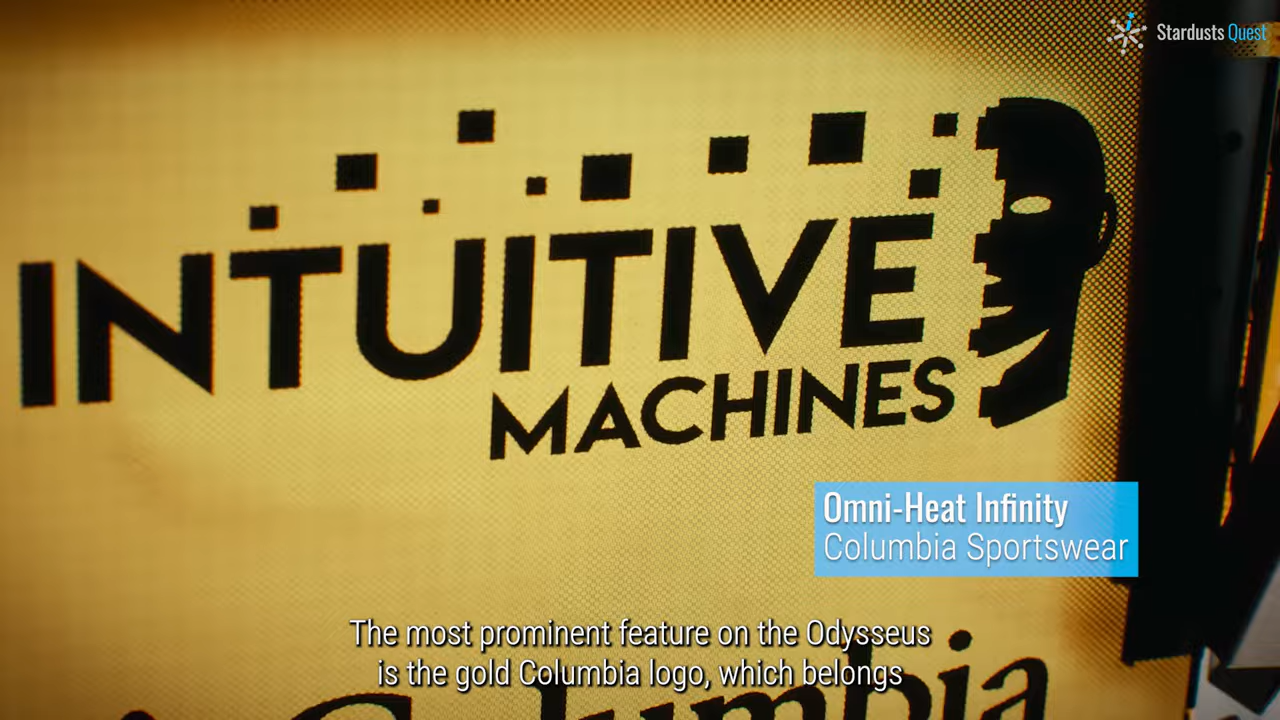 Stardusts Quest
INTUITIVE
MACHINES
Omni-Heat Infinity
Columbia Sportswear
The most prominent feature on the Odysseus
is the gold Columbia logo, which belongs
Columbia